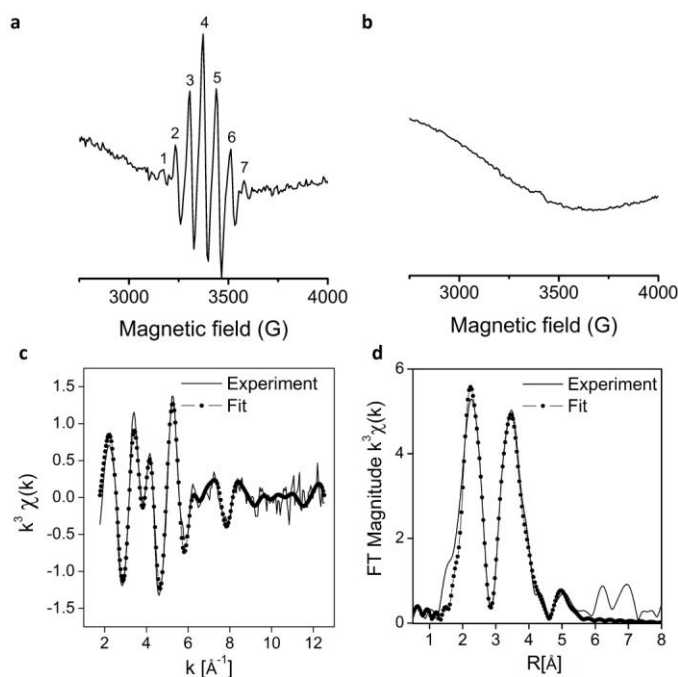 a
b
4
3
5
2
6
1
7
3000
3500
4000
3000
3500
4000
Magnetic field (G)
Magnetic field (G)
c
d
1.5
1.0
0.5
0.0
-0.5
-1.0
-1.5
k³ χ(k)
Experiment
Fit
2
4
6
8
10
12
k [Å⁻¹]
6
4
2
0
FT Magnitude k³χ(k)
Experiment
Fit
1
2
3
4
5
6
7
8
R[Å]